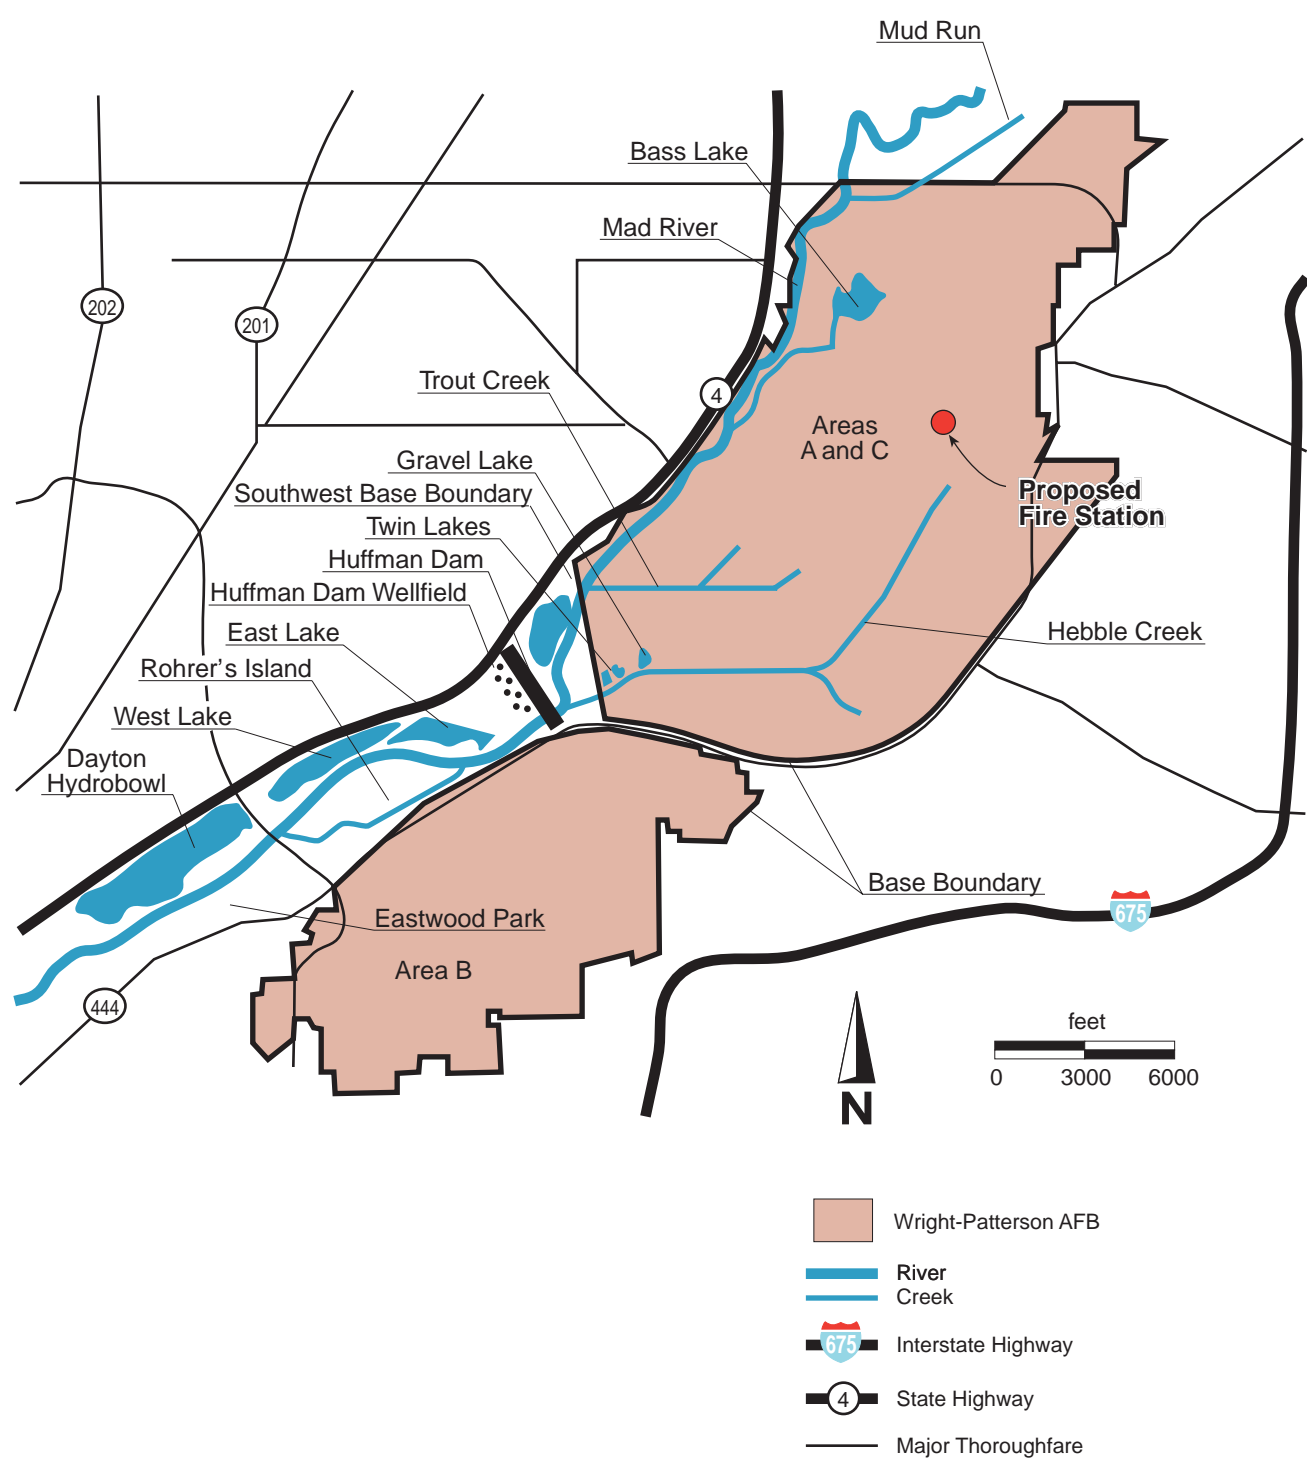 Mud Run
Bass Lake
Mad River
202
201
Trout Creek
4
Areas
A and C
Gravel Lake
Southwest Base Boundary
Proposed
Fire Station
Twin Lakes
Huffman Dam
Huffman Dam Wellfield
East Lake
Hebble Creek
Rohrer's Island
West Lake
Dayton
Hydrobowl
Base Boundary
675
Eastwood Park
Area B
444
feet
0 3000 6000
N
Wright-Patterson AFB
River
Creek
675
Interstate Highway
4
State Highway
Major Thoroughfare